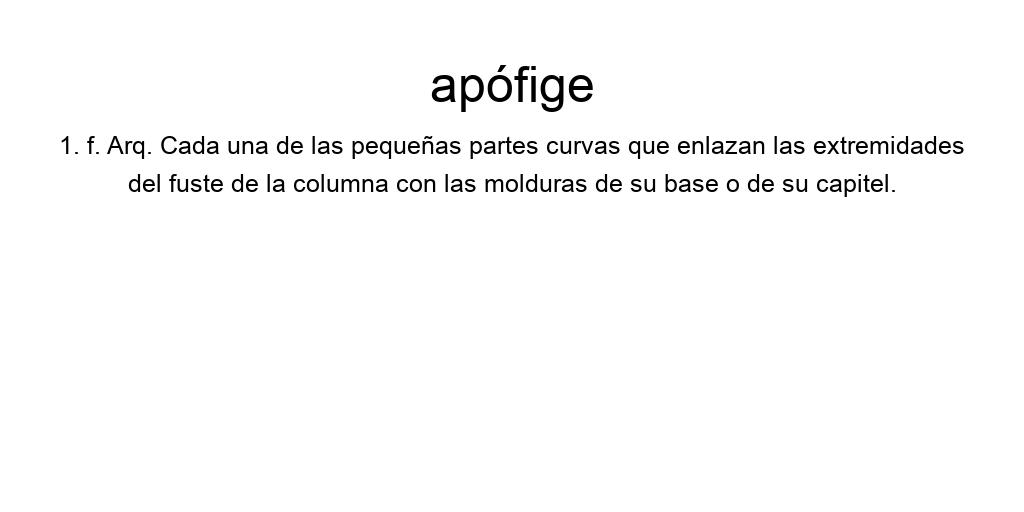 apófige
1. f. Arq. Cada una de las pequeñas partes curvas que enlazan las extremidades
del fuste de la columna con las molduras de su base o de su capitel.